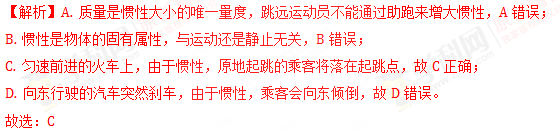 【解析】A. 质量是惯性大小的唯一量度，跳远运动员不能通过助跑来增大惯性，A 错误；
B. 惯性是物体的固有属性，与运动还是静止无关，B 错误；
C. 匀速前进的火车上，由于惯性，原地起跳的乘客将落在起跳点，故 C 正确；
D. 向东行驶的汽车突然刹车，由于惯性，乘客会向东倾倒，故 D 错误。
故选：C